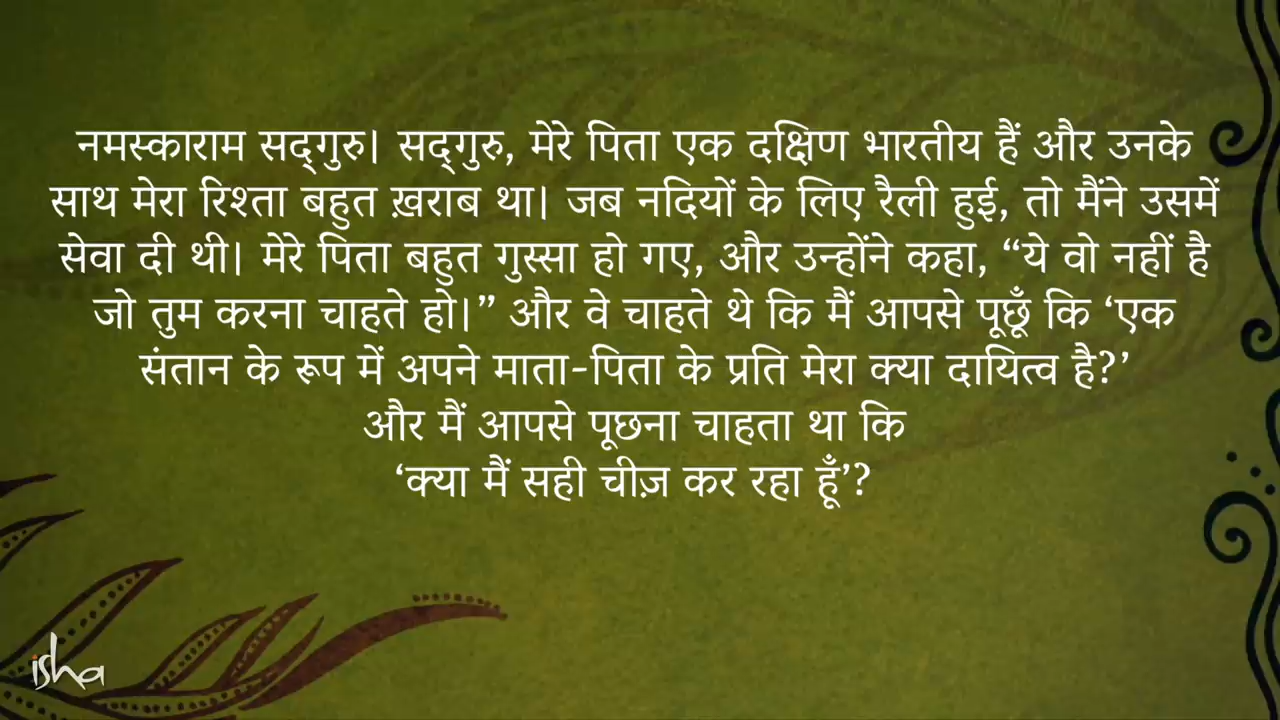 नमस्काराम सद्गुरु। सद्गुरु, मेरे पिता एक दक्षिण भारतीय हैं और उनके
साथ मेरा रिश्ता बहुत ख़राब था। जब नदियों के लिए रैली हुई, तो मैंने उसमें
सेवा दी थी। मेरे पिता बहुत गुस्सा हो गए, और उन्होंने कहा, “ये वो नहीं है
जो तुम करना चाहते हो।” और वे चाहते थे कि मैं आपसे पूछूँ कि ‘एक
संतान के रूप में अपने माता-पिता के प्रति मेरा क्या दायित्व है?’
और मैं आपसे पूछना चाहता था कि
‘क्या मैं सही चीज़ कर रहा हूँ’?
isha